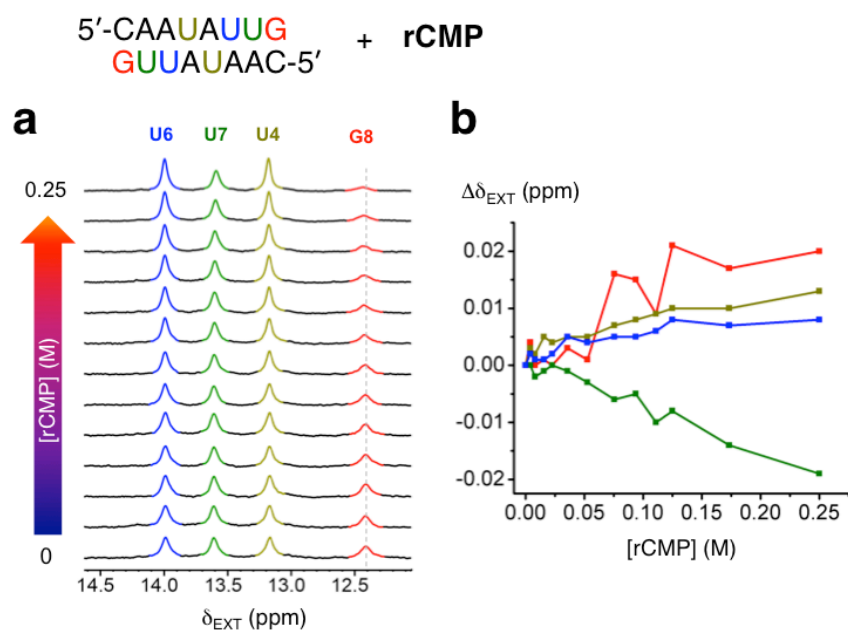 5′-CAAUAUUG + rCMP
GUUAUAAC-5′
a
U6 U7 U4 G8
0.25
[rCMP] (M)
0
14.5 14.0 13.5 13.0 12.5
δEXT (ppm)
b
ΔδEXT (ppm)
0.02
0.01
0.00
-0.01
-0.02
0.00 0.05 0.10 0.15 0.20 0.25
[rCMP] (M)